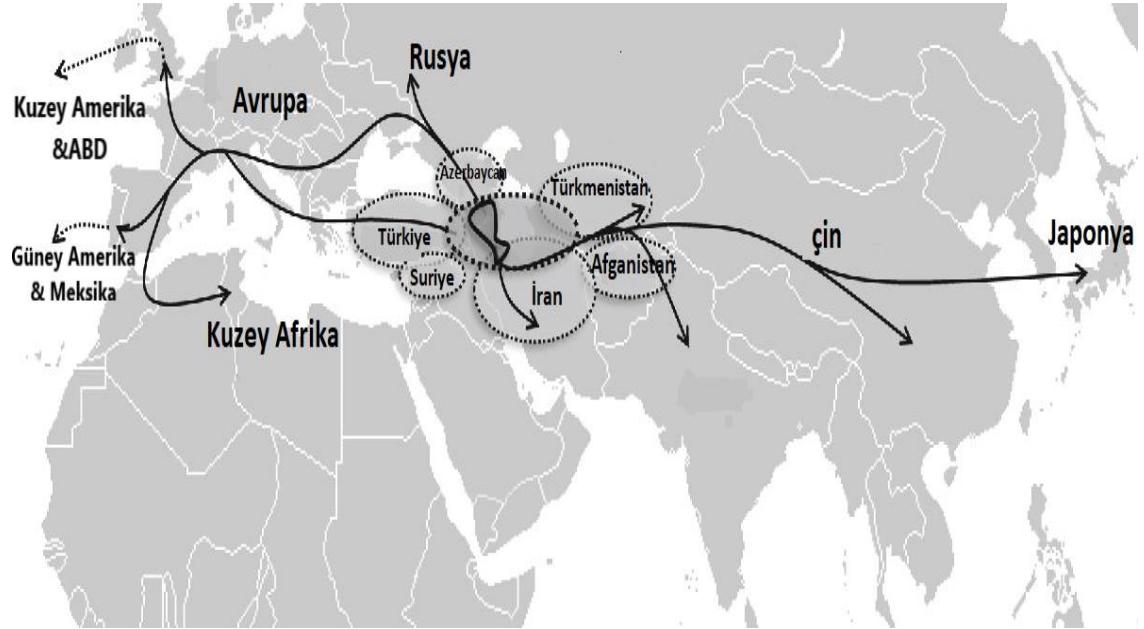 Rusya
Kuzey Amerika
&ABD
Avrupa
Azerbaycan
Türkmenistan
Türkiye
Suriye
Afganistan
İran
çin
Japonya
Güney Amerika
& Meksika
Kuzey Afrika